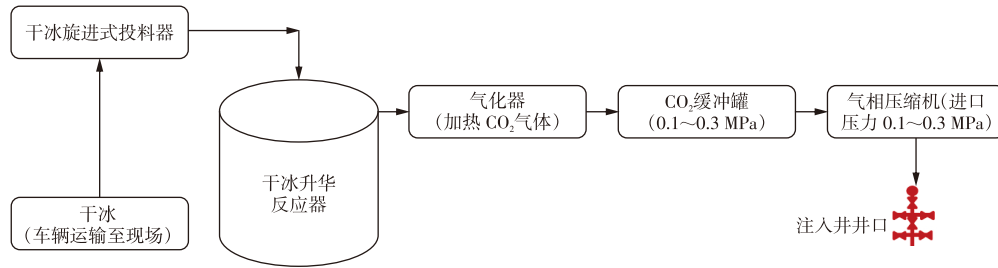 干冰旋进式投料器
气化器
（加热 CO₂气体）
CO₂缓冲罐
（0.1～0.3 MPa）
气相压缩机（进口
压力 0.1～0.3 MPa）
干冰升华
反应器
干冰
（车辆运输至现场）
注入井井口